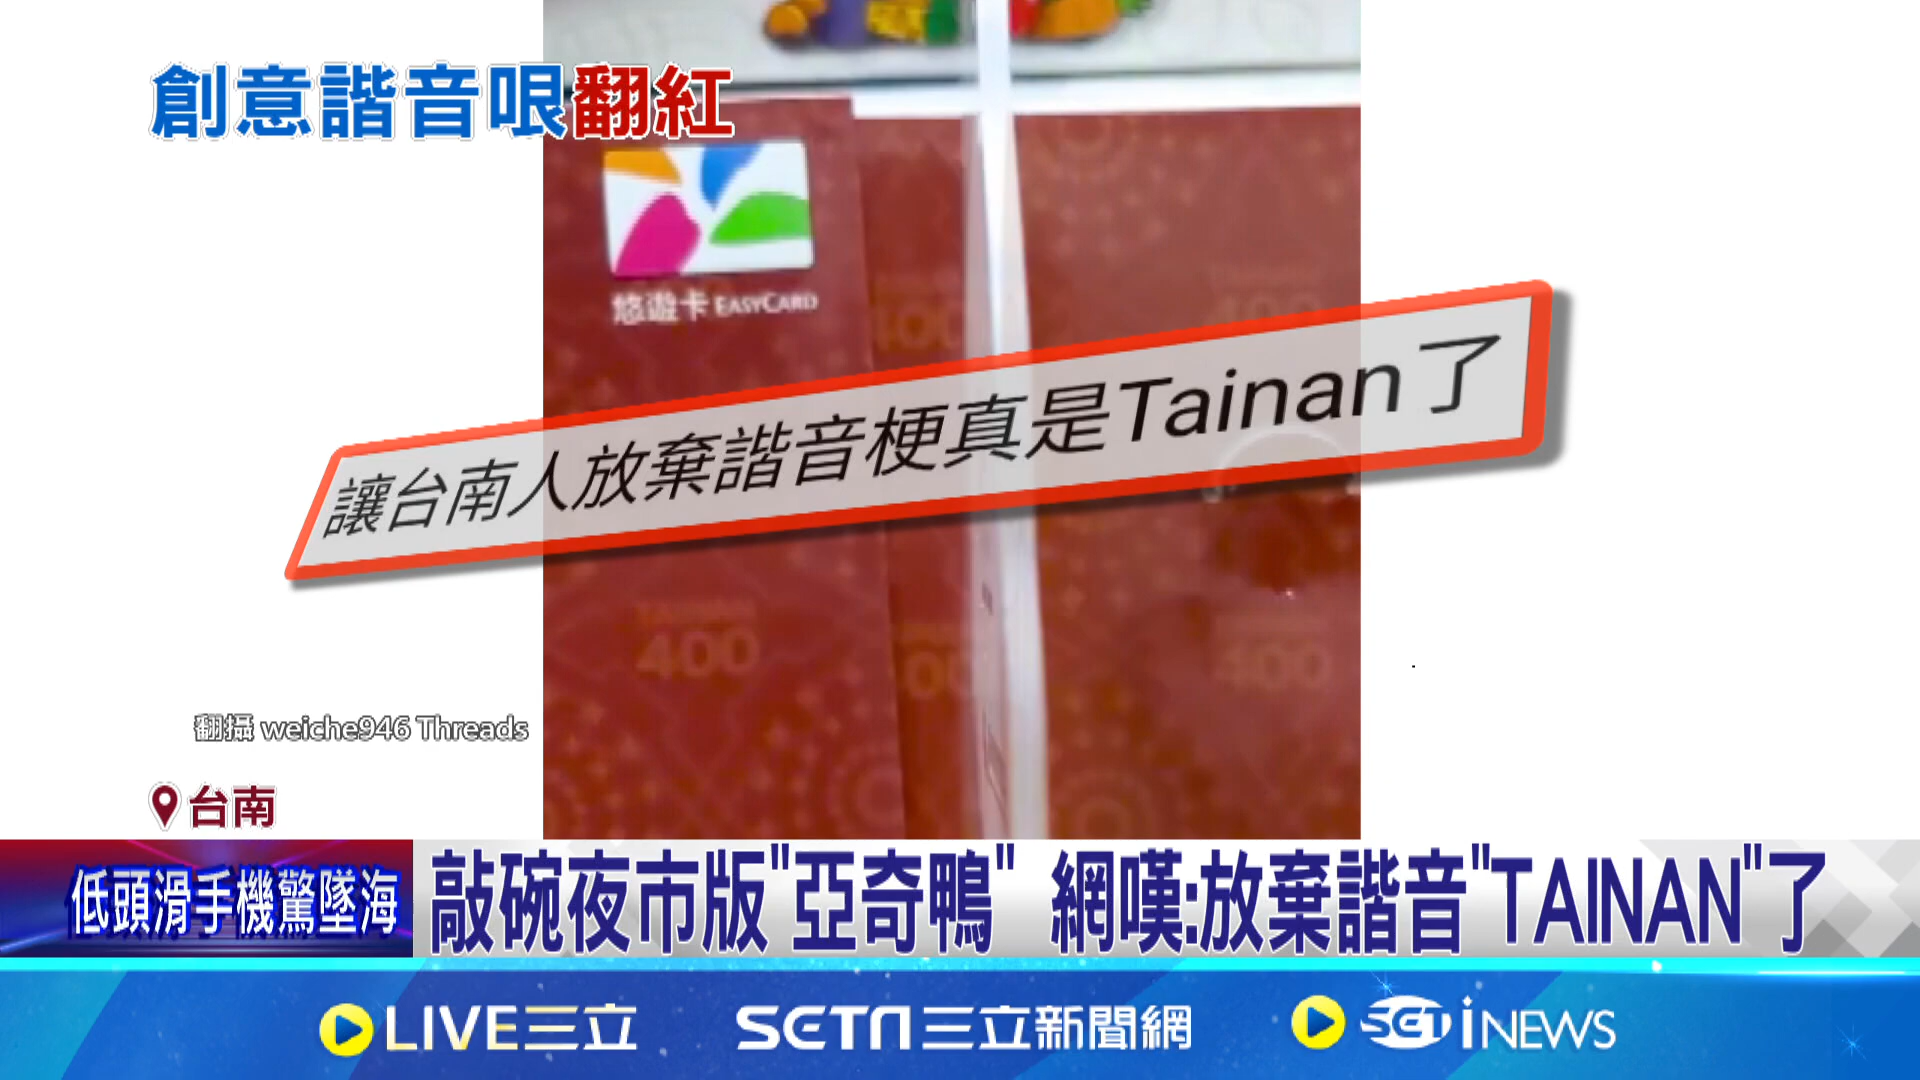 創意諧音哏翻紅
悠遊卡 EASYCARD
400
400
讓台南人放棄諧音梗真是Tainan了
400
00
400
翻攝 weiche946 Threads
台南
低頭滑手機驚墜海
敲碗夜市版"亞奇鴨" 網嘆:放棄諧音"TAINAN"了
LIVE三立
SETN三立新聞網
SET iNEWS